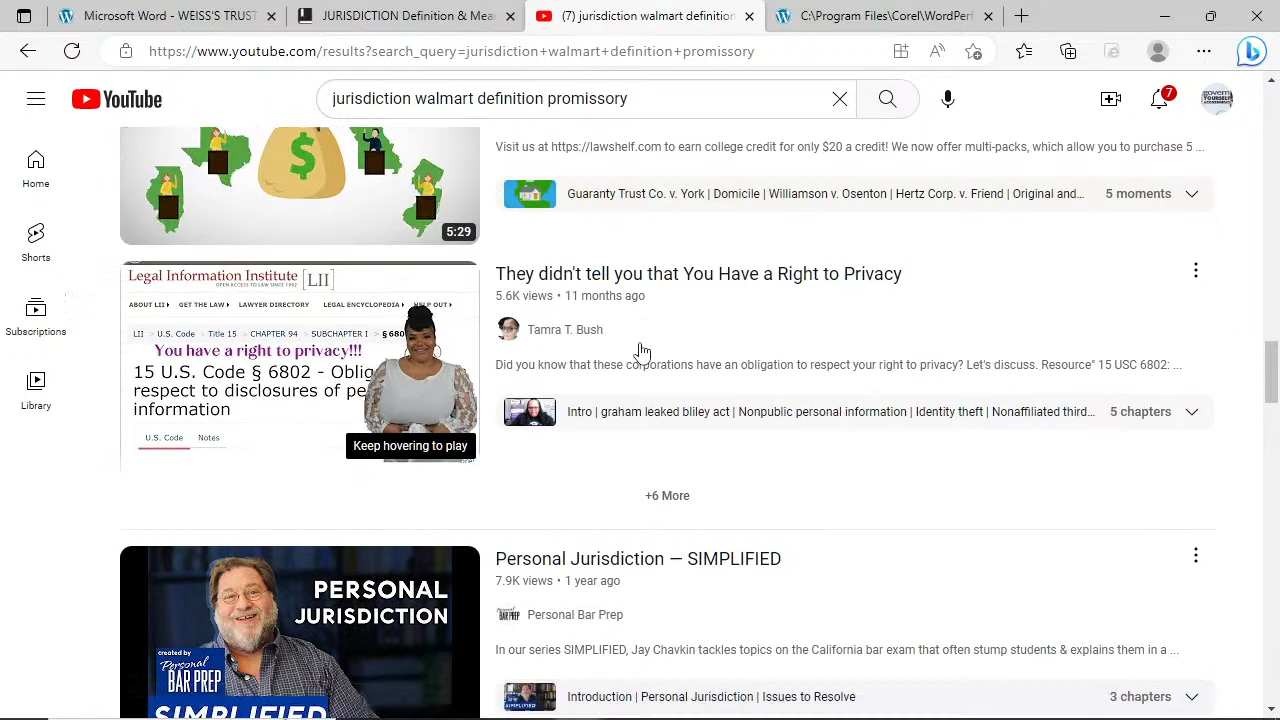 Microsoft Word - WEISS'S TRUST
JURISDICTION Definition & Mea
(7) jurisdiction walmart definition
C:\Program Files\Corel\WordPer
https://www.youtube.com/results?search_query=jurisdiction+walmart+definition+promissory
YouTube
jurisdiction walmart definition promissory
7
Home
Shorts
Subscriptions
Library
$
5:29
Visit us at https://lawshelf.com to earn college credit for only $20 a credit! We now offer multi-packs, which allow you to purchase 5 ...
Guaranty Trust Co. v. York | Domicile | Williamson v. Osenton | Hertz Corp. v. Friend | Original and...
5 moments
Legal Information Institute [LII]
OPEN ACCESS TO LAW SINCE 1992
ABOUT LII GET THE LAW LAWYER DIRECTORY LEGAL ENCYCLOPEDIA HELP OUT
LII > U.S. Code > Title 15 > CHAPTER 94 > SUBCHAPTER I > § 680
You have a right to privacy!!!
15 U.S. Code § 6802 - Oblig
respect to disclosures of pe
information
U.S. Code Notes
Keep hovering to play
They didn't tell you that You Have a Right to Privacy
5.6K views • 11 months ago
Tamra T. Bush
Did you know that these corporations have an obligation to respect your right to privacy? Let's discuss. Resource" 15 USC 6802: ...
Intro | graham leaked bliley act | Nonpublic personal information | Identity theft | Nonaffiliated third...
5 chapters
+6 More
PERSONAL
JURISDICTION
created by
Personal
BAR PREP
SIMPLIFIED
Personal Jurisdiction — SIMPLIFIED
7.9K views • 1 year ago
Personal Bar Prep
In our series SIMPLIFIED, Jay Chavkin tackles topics on the California bar exam that often stump students & explains them in a ...
Introduction | Personal Jurisdiction | Issues to Resolve
3 chapters